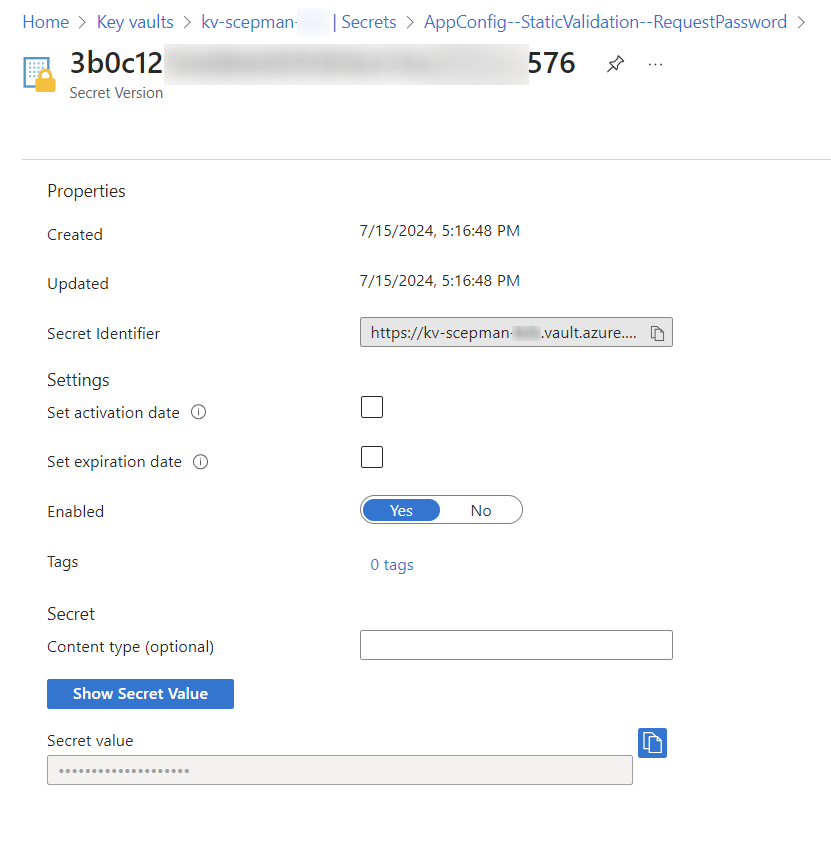 Home > Key vaults > kv-scepman- | Secrets > AppConfig--StaticValidation--RequestPassword >
3b0c12 576 ...
Secret Version
Properties
Created 7/15/2024, 5:16:48 PM
Updated 7/15/2024, 5:16:48 PM
Secret Identifier https://kv-scepman- .vault.azure....
Settings
Set activation date
Set expiration date
Enabled Yes No
Tags 0 tags
Secret
Content type (optional)
Show Secret Value
Secret value
••••••••••••••••••••